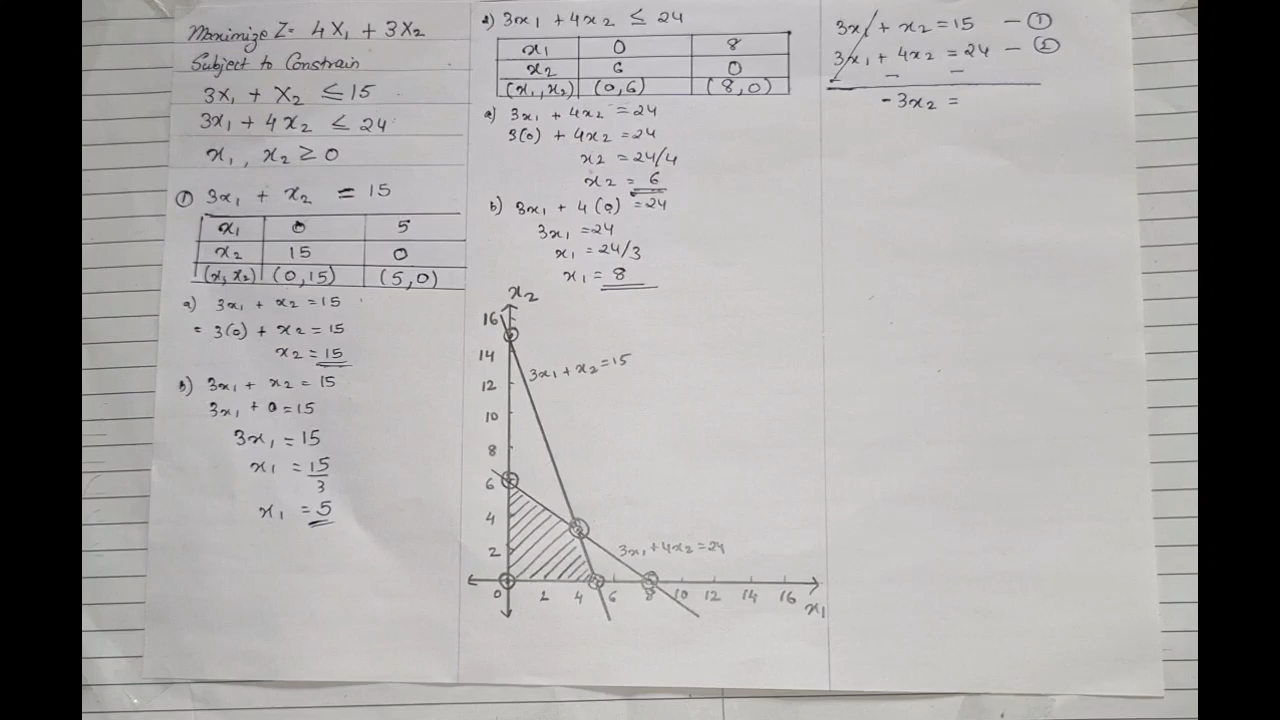 Maximize Z= 4X₁ + 3X₂
Subject to Constrain
3X₁ + X₂ ≤ 15
3x₁ + 4x₂ ≤ 24
x₁, x₂ ≥ 0
① 3x₁ + x₂ = 15
x₁ 0 5
x₂ 15 0
(x₁ x₂) (0,15) (5,0)
a) 3x₁ + x₂ = 15
= 3(0) + x₂ = 15
x₂ = 15
b) 3x₁ + x₂ = 15
3x₁ + 0 = 15
3x₁ = 15
x₁ = 15/3
x₁ = 5
2) 3x₁ + 4x₂ ≤ 24
x₁ 0 8
x₂ 6 0
(x₁, x₂) (0,6) (8,0)
a) 3x₁ + 4x₂ = 24
3(0) + 4x₂ = 24
x₂ = 24/4
x₂ = 6
b) 3x₁ + 4(0) = 24
3x₁ = 24
x₁ = 24/3
x₁ = 8
x₂
16
14
12
10
8
6
4
2
3x₁ + x₂ = 15
3x₁ + 4x₂ = 24
0 2 4 6 8 10 12 14 16
x₁
3x₁ + x₂ = 15 — ①
3x₁ + 4x₂ = 24 — ②
- -
-3x₂ =